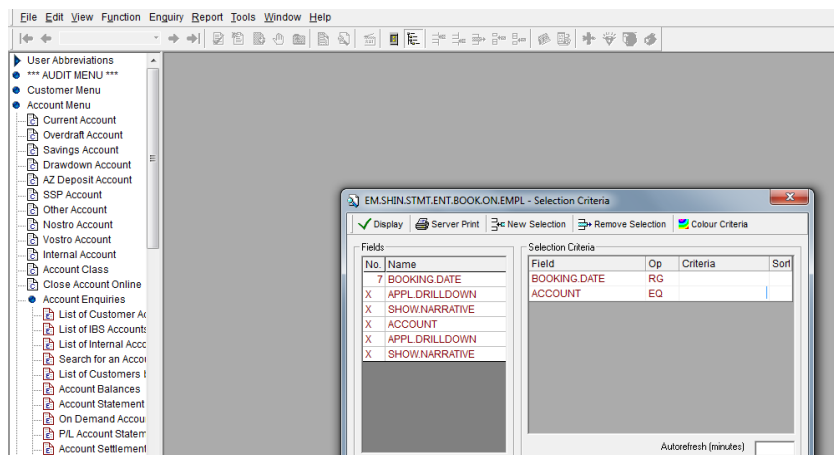 File Edit View Function Enquiry Report Tools Window Help
User Abbreviations
*** AUDIT MENU ***
Customer Menu
Account Menu
Current Account
Overdraft Account
Savings Account
Drawdown Account
AZ Deposit Account
SSP Account
Other Account
Nostro Account
Vostro Account
Internal Account
Account Class
Close Account Online
Account Enquiries
List of Customer Ac
List of IBS Accounts
List of Internal Acco
Search for an Accou
List of Customers
Account Balances
Account Statement
On Demand Accou
P/L Account Statem
Account Settlement
EM.SHIN.STMT.ENT.BOOK.ON.EMPL - Selection Criteria
Display Server Print New Selection Remove Selection Colour Criteria
Fields
No. Name
7 BOOKING.DATE
X APPL.DRILLDOWN
X SHOW.NARRATIVE
X ACCOUNT
X APPL.DRILLDOWN
X SHOW.NARRATIVE
Selection Criteria
Field Op Criteria Sort
BOOKING.DATE RG
ACCOUNT EQ
Autorefresh (minutes)